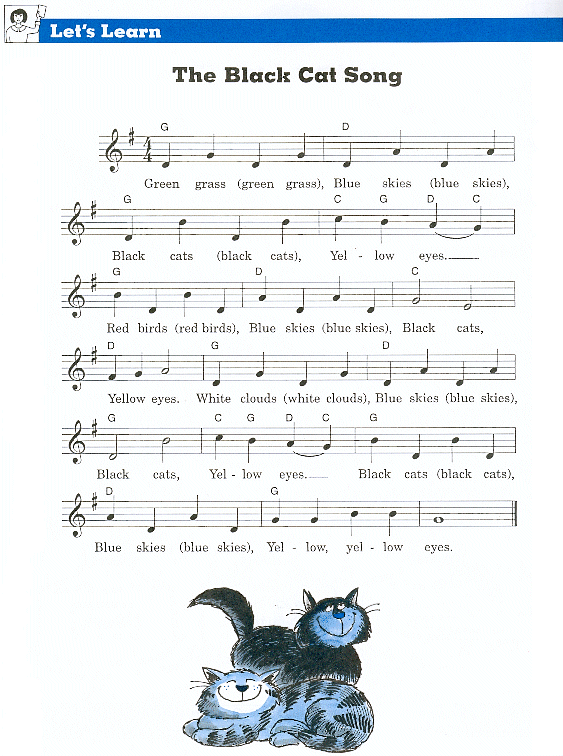 Let's Learn
The Black Cat Song
G D
4
4
Green grass (green grass), Blue skies (blue skies),
G C G D C
Black cats (black cats), Yel - low eyes.____
G D C
Red birds (red birds), Blue skies (blue skies), Black cats,
D G D
Yellow eyes. White clouds (white clouds), Blue skies (blue skies),
G C G D C G
Black cats, Yel - low eyes.___ Black cats (black cats),
D G
Blue skies (blue skies), Yel - low, yel - low eyes.